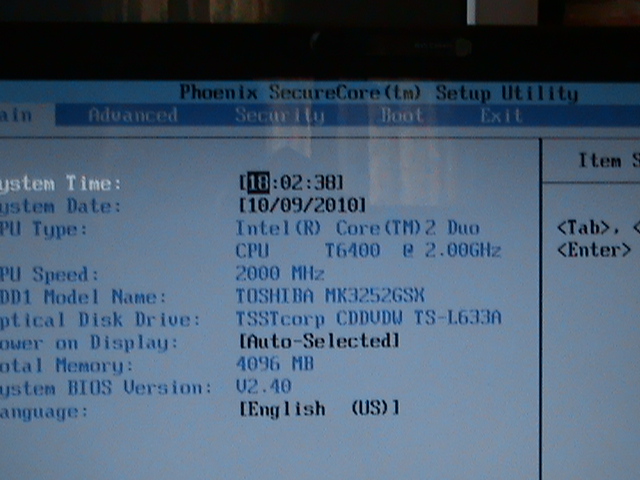 Phoenix SecureCore(tm) Setup Utility
ain Advanced Security Boot Exit
Item S
ystem Time: [18:02:38]
ystem Date: [10/09/2010]
PU Type: Intel(R) Core(TM)2 Duo <Tab>, <
CPU T6400 @ 2.00GHz <Enter>
PU Speed: 2000 MHz
DD1 Model Name: TOSHIBA MK3252GSX
ptical Disk Drive: TSSTcorp CDDVDW TS-L633A
ower on Display: [Auto-Selected]
otal Memory: 4096 MB
ystem BIOS Version: V2.40
anguage: [English (US)]